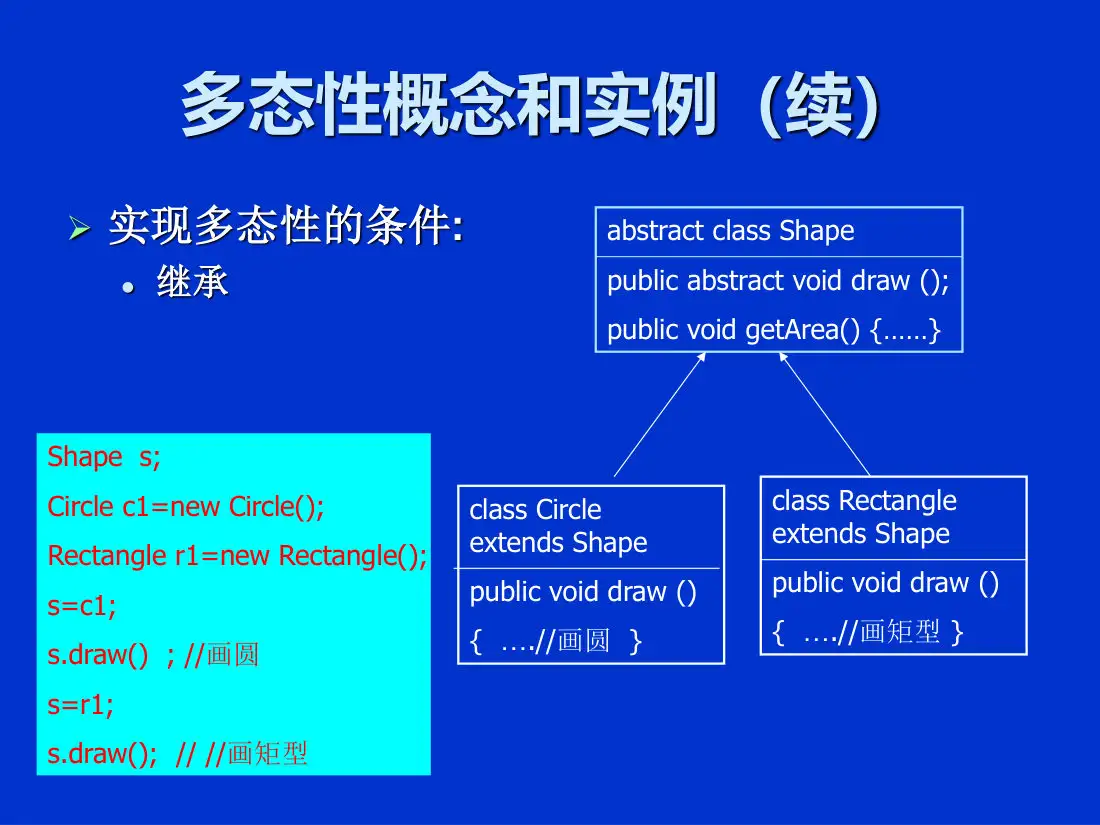 多态性概念和实例（续）
实现多态性的条件:
继承
abstract class Shape
public abstract void draw ();
public void getArea() {……}
Shape  s;
Circle c1=new Circle();
Rectangle r1=new Rectangle();
s=c1;
s.draw()  ; //画圆
s=r1;
s.draw();  // //画矩型
class Circle
extends Shape
public void draw ()
{  ….//画圆  }
class Rectangle
extends Shape
public void draw ()
{  ….//画矩型 }